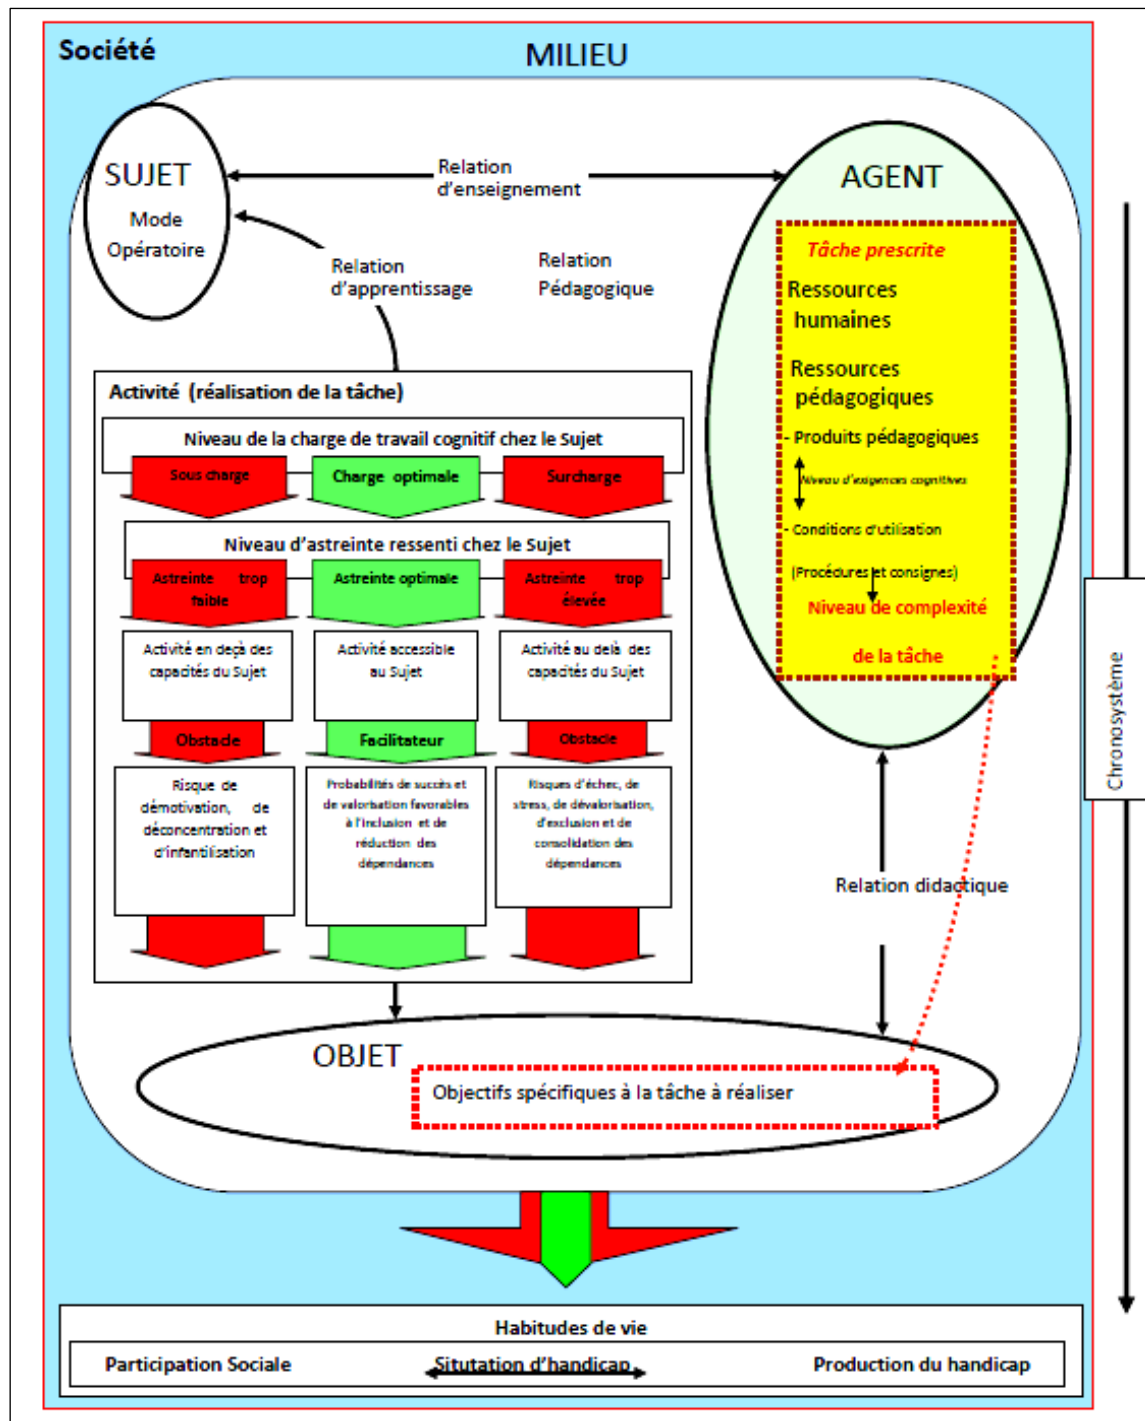 Société
MILIEU
SUJET
Mode
Opératoire
Relation
d'enseignement
AGENT
Relation
d'apprentissage
Relation
Pédagogique
Tâche prescrite
Ressources
humaines
Ressources
pédagogiques
- Produits pédagogiques
Niveau d'exigences cognitives
- Conditions d'utilisation
(Procédures et consignes)
Niveau de complexité
de la tâche
Activité (réalisation de la tâche)
Niveau de la charge de travail cognitif chez le Sujet
Sous charge
Charge optimale
Surcharge
Niveau d'astreinte ressenti chez le Sujet
Astreinte trop
faible
Astreinte optimale
Astreinte trop
élevée
Activité en deçà des
capacités du Sujet
Activité accessible
au Sujet
Activité au delà des
capacités du Sujet
Obstacle
Facilitateur
Obstacle
Risque de
démotivation, de
déconcentration et
d'infantilisation
Probabilités de succès et
de valorisation favorables
à l'inclusion et de
réduction des
dépendances
Risques d'échec, de
stress, de dévalorisation,
d'exclusion et de
consolidation des
dépendances
Chronosystème
Relation didactique
OBJET
Objectifs spécifiques à la tâche à réaliser
Habitudes de vie
Participation Sociale
Situtation d'handicap
Production du handicap